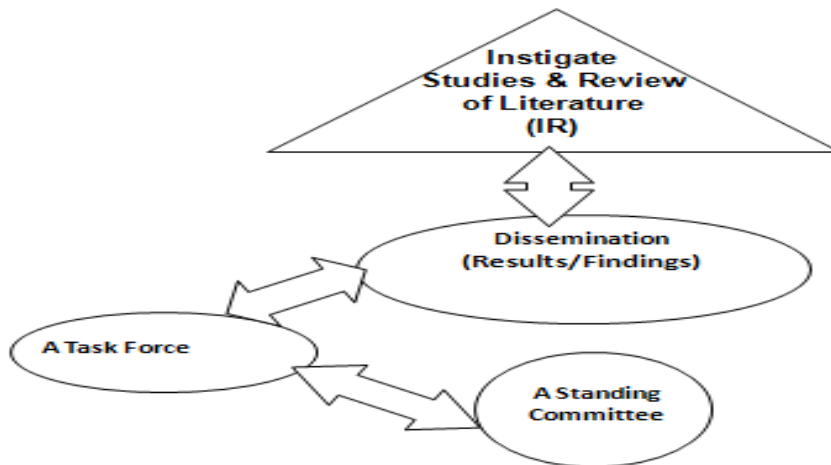 Instigate
Studies & Review
of Literature
(IR)
Dissemination
(Results/Findings)
A Task Force
A Standing
Committee